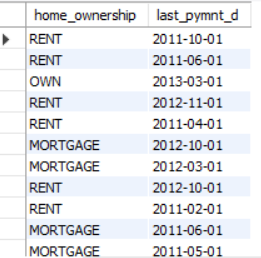 home_ownership last_pymnt_d
RENT 2011-10-01
RENT 2011-06-01
OWN 2013-03-01
RENT 2012-11-01
RENT 2011-04-01
MORTGAGE 2012-10-01
MORTGAGE 2012-03-01
RENT 2012-10-01
RENT 2011-02-01
MORTGAGE 2011-06-01
MORTGAGE 2011-05-01